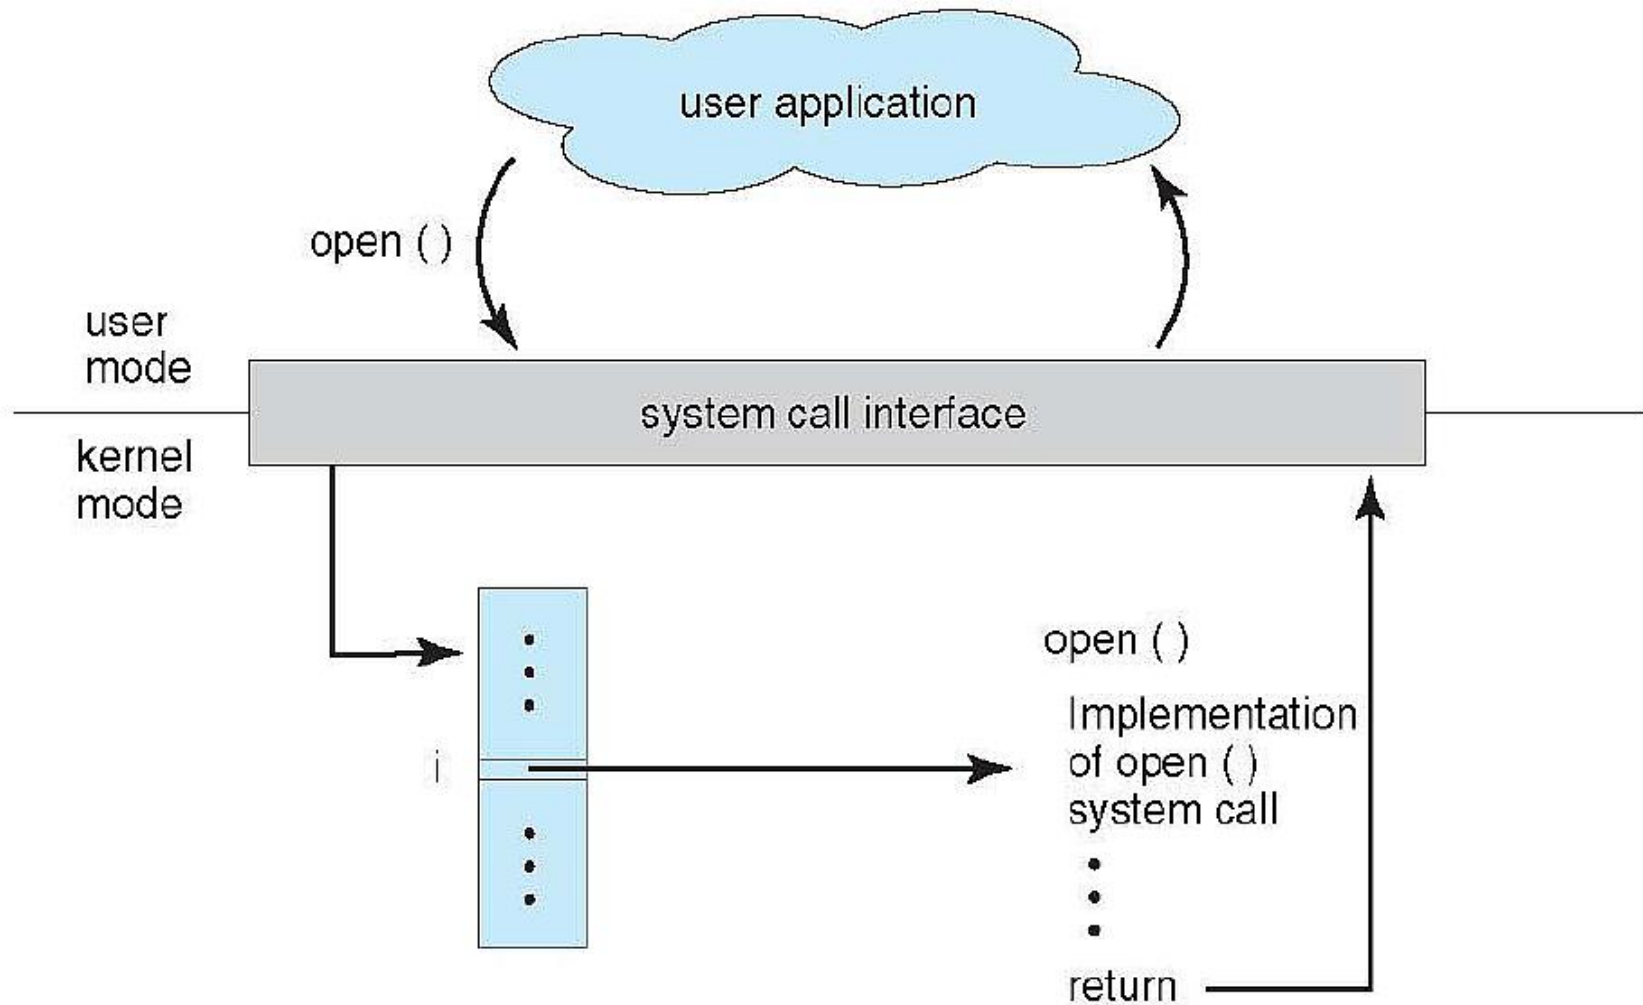 user application
open ( )
user
mode
system call interface
kernel
mode
open ( )
i
Implementation
of open ( )
system call
return